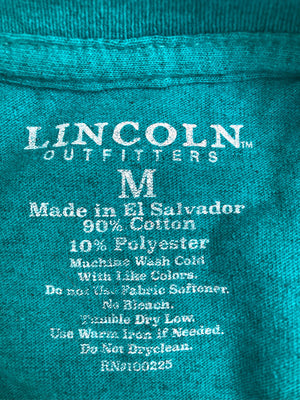 LINCOLN™
OUTFITTERS
M
Made in El Salvador
90% Cotton
10% Polyester
Machine Wash Cold
With Like Colors.
Do not Use Fabric Softener.
No Bleach.
Tumble Dry Low.
Use Warm Iron if Needed.
Do Not Dryclean.
RN#100225